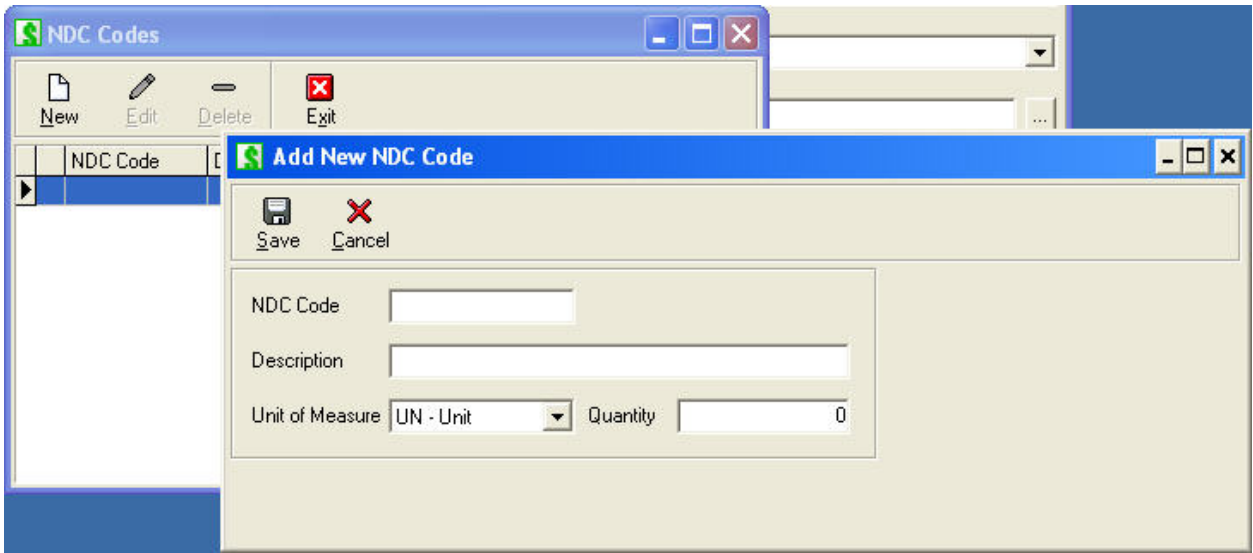 NDC Codes
New Edit Delete Exit
...
NDC Code
Add New NDC Code
Save Cancel
NDC Code
Description
Unit of Measure UN - Unit Quantity 0